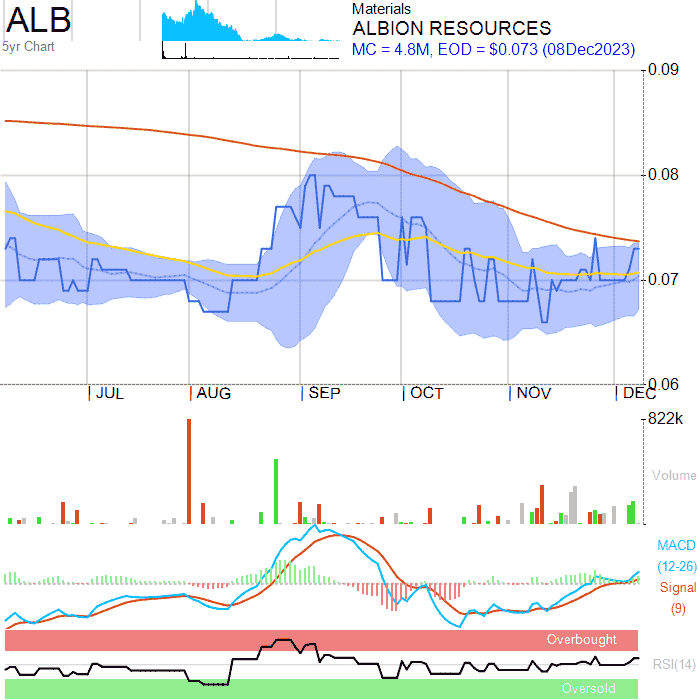 ALB
5yr Chart
Materials
ALBION RESOURCES
MC = 4.8M, EOD = $0.073 (08Dec2023)
0.09
0.08
0.07
0.06
JUL AUG SEP OCT NOV DEC
822k
Volume
MACD
(12-26)
Signal
(9)
Overbought
RSI(14)
Oversold